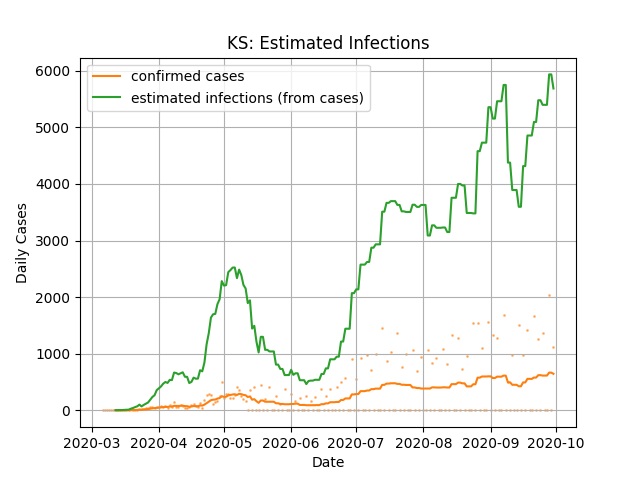 KS: Estimated Infections
confirmed cases
estimated infections (from cases)
6000
5000
4000
3000
2000
1000
0
Daily Cases
2020-03 2020-04 2020-05 2020-06 2020-07 2020-08 2020-09 2020-10
Date